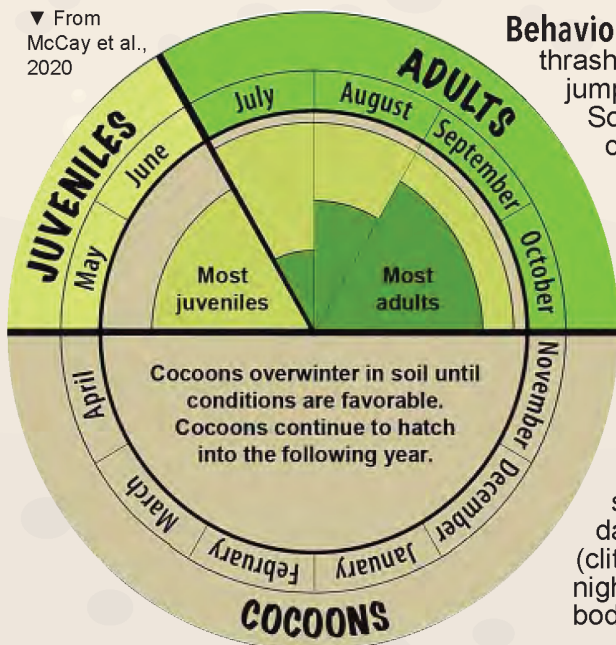 ▼ From
McCay et al.,
2020
Behavio
thrash
jump
So
ADULTS
JUVENILES
July
August
September
October
June
May
Most
juveniles
Most
adults
Cocoons overwinter in soil until
conditions are favorable.
Cocoons continue to hatch
into the following year.
April
March
February
January
December
November
COCOONS
s
da
(clit
nigh
bod